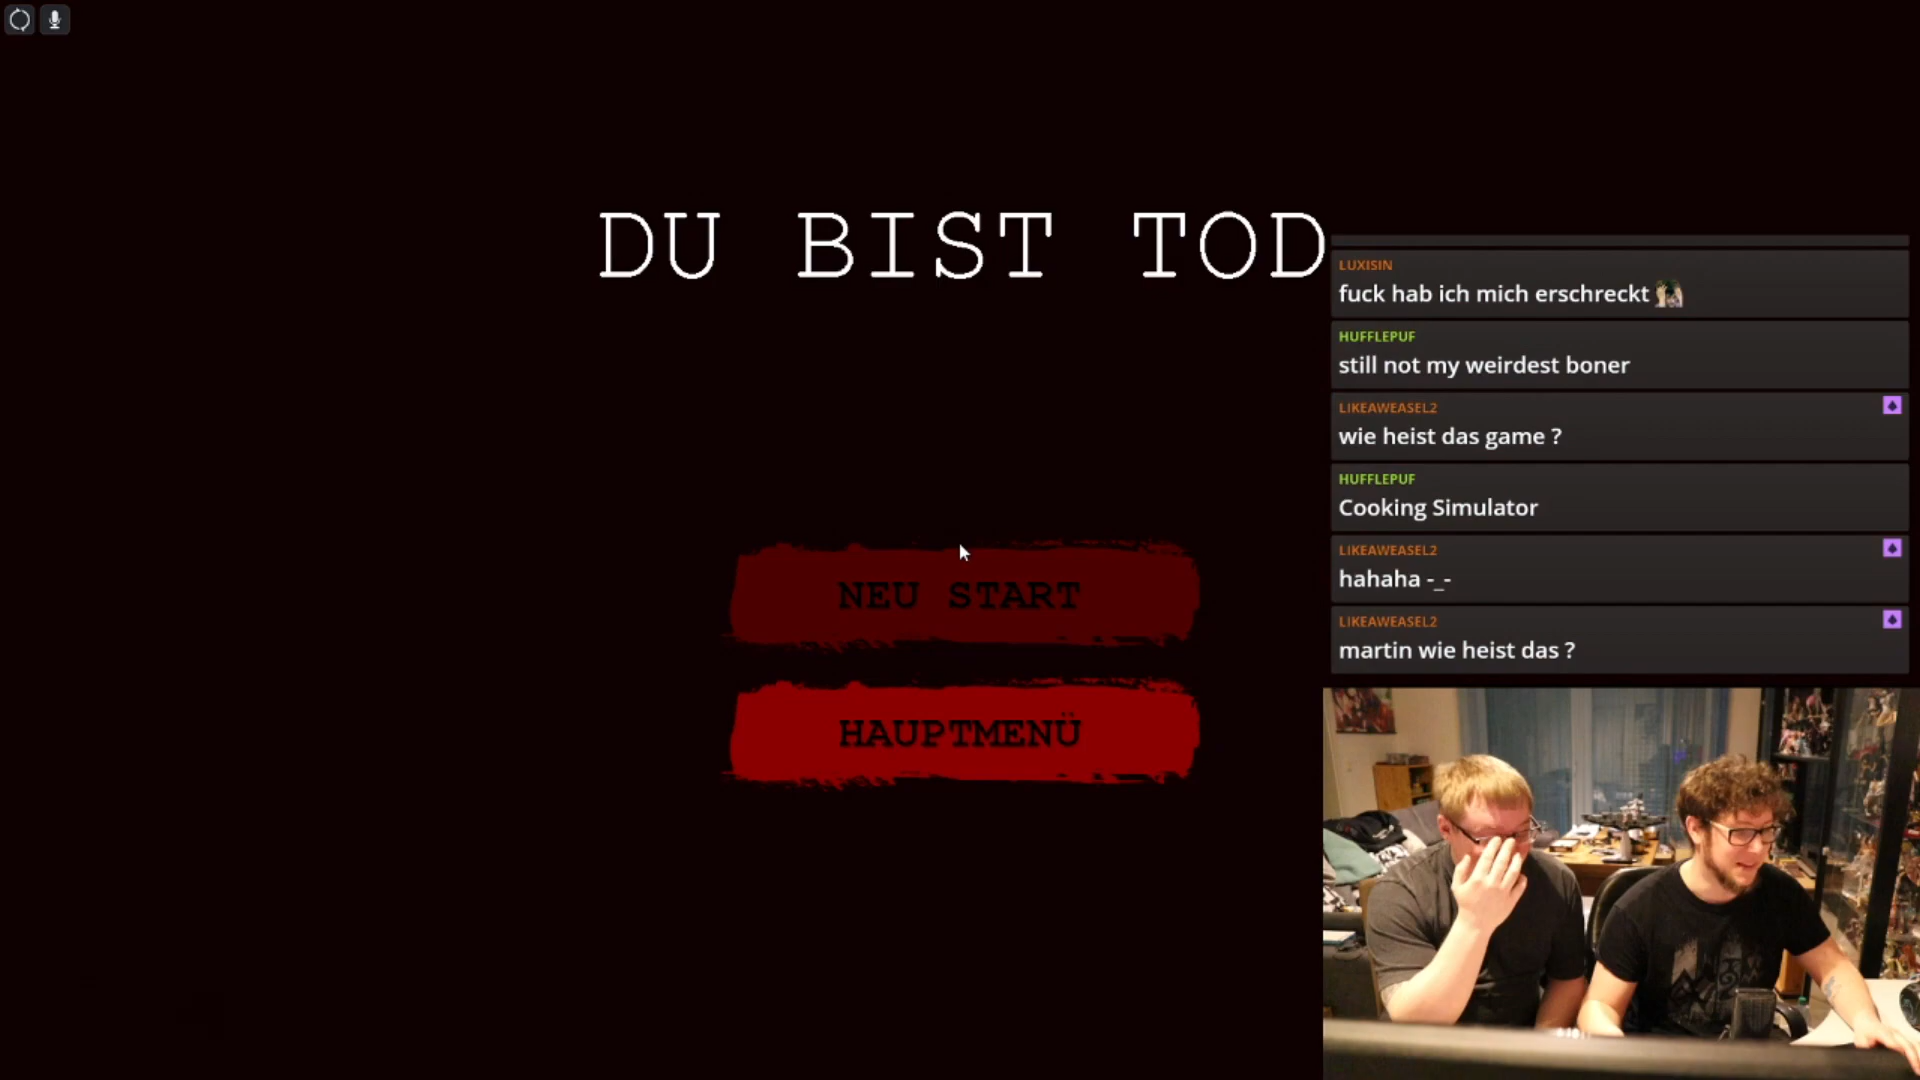 DU BIST TOD
NEU START
HAUPTMENÜ
LUXISIN
fuck hab ich mich erschreckt
HUFFLEPUF
still not my weirdest boner
LIKEAWEASEL2
wie heist das game ?
HUFFLEPUF
Cooking Simulator
LIKEAWEASEL2
hahaha -_-
LIKEAWEASEL2
martin wie heist das ?